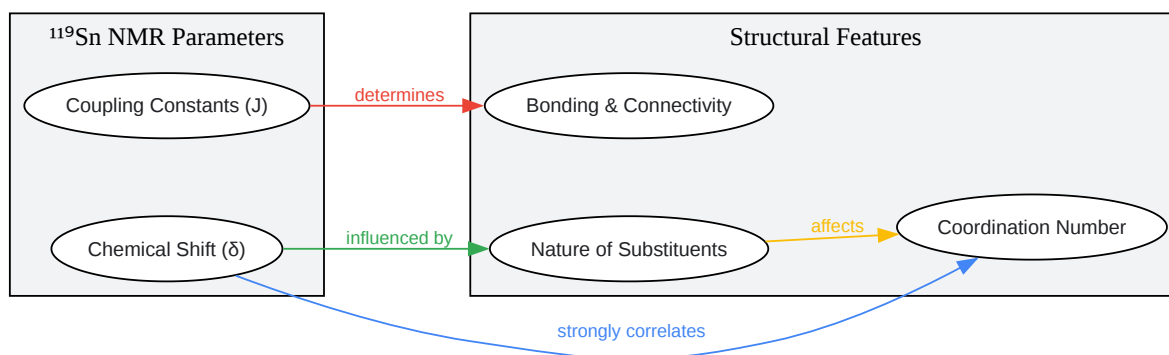 ¹¹⁹Sn NMR Parameters
Structural Features
Coupling Constants (J)
determines
Bonding & Connectivity
Chemical Shift (δ)
influenced by
Nature of Substituents
affects
Coordination Number
strongly correlates